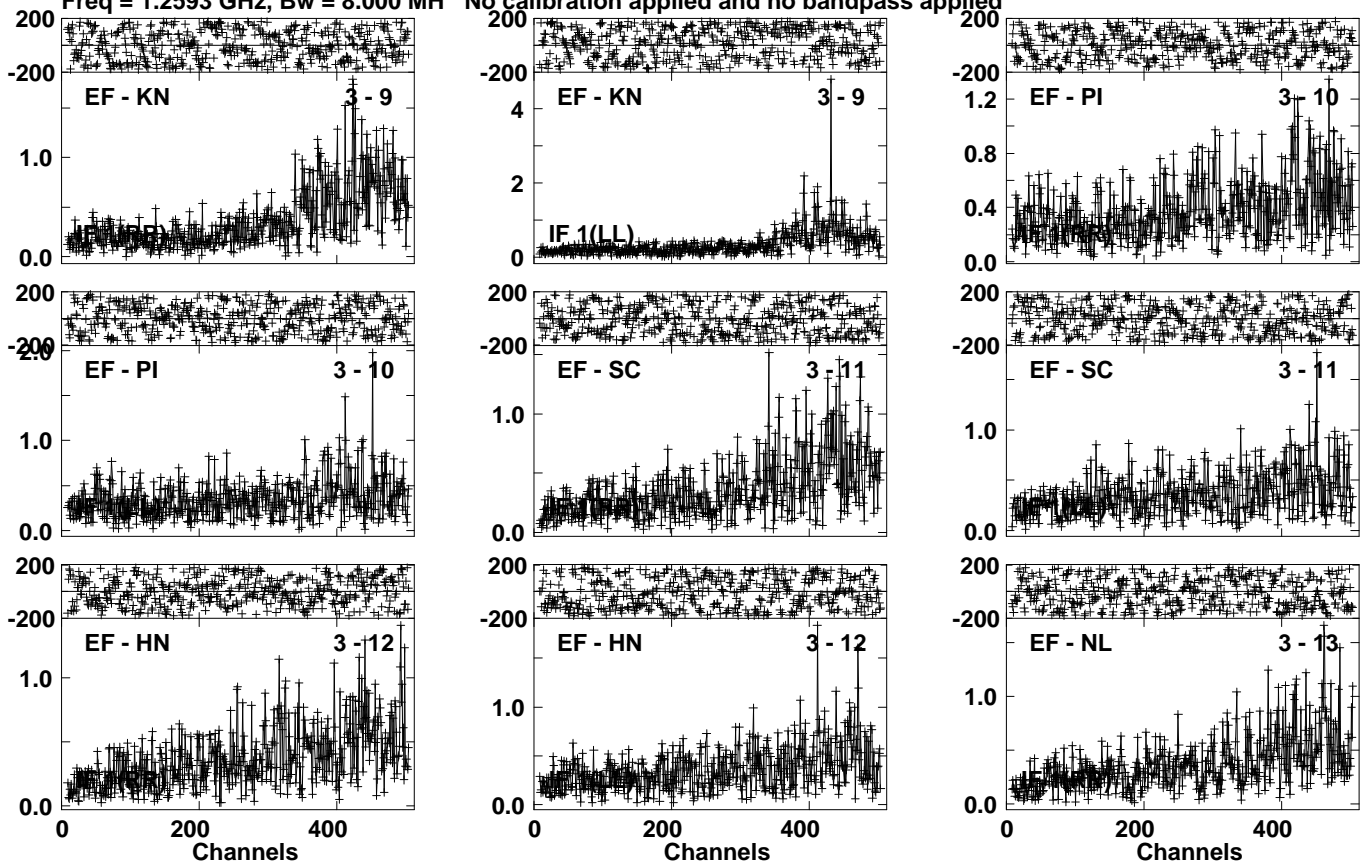 Freq = 1.2593 GHz, Bw = 8.000 MH No calibration applied and no bandpass applied
200 200 200
-200 -200 -200
EF - KN 3 - 9 EF - KN 3 - 9 EF - PI 3 - 10
1.0 4 1.2
2 0.8
IF 1(RR) IF 1(LL) 0.4
0.0 0 0.0
200 200 200
-200 -200 -200
2.0
EF - PI 3 - 10 EF - SC 3 - 11 EF - SC 3 - 11
1.0 1.0 1.0
0.0 0.0 0.0
200 200 200
-200 -200 -200
EF - HN 3 - 12 EF - HN 3 - 12 EF - NL 3 - 13
1.0 1.0 1.0
IF 1(RR)
0.0 0.0 0.0
0 200 400 0 200 400 0 200 400
Channels Channels Channels